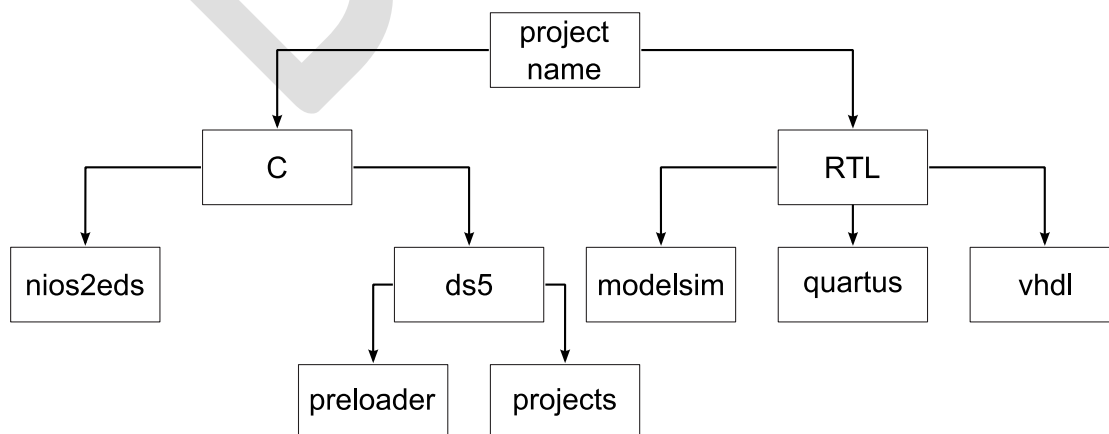 project
name
C
RTL
nios2eds
ds5
modelsim
quartus
vhdl
preloader
projects